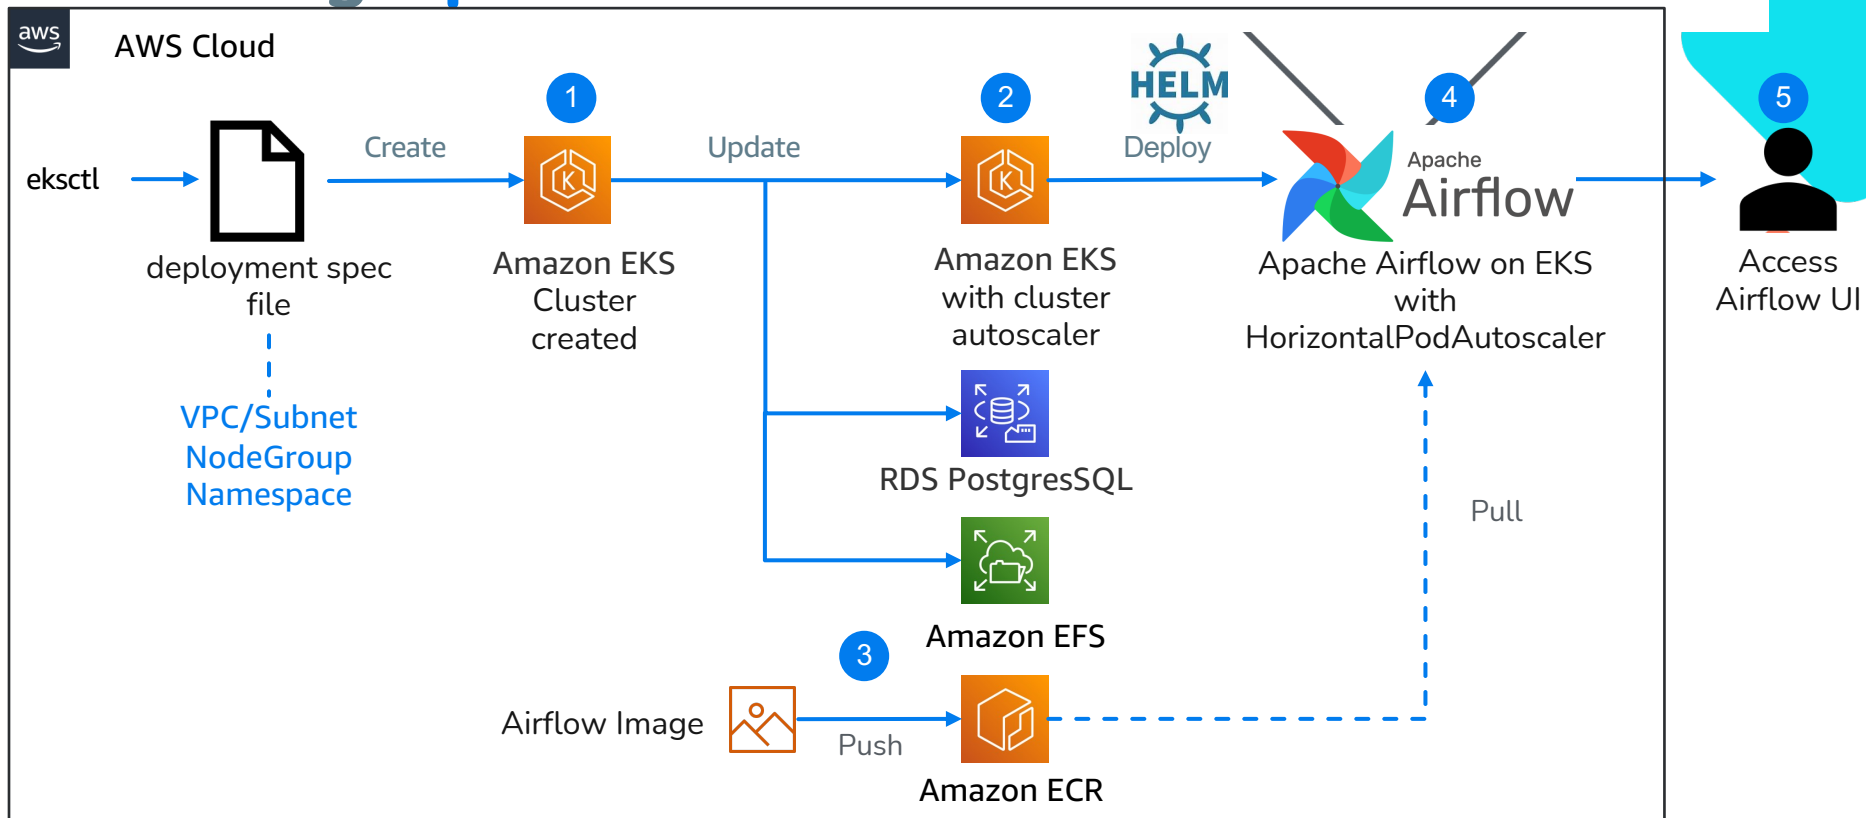 aws
AWS Cloud
HELM
1
2
4
5
Create
Update
Deploy
Apache
Airflow
eksctl
deployment spec
file
Amazon EKS
Cluster
created
Amazon EKS
with cluster
autoscaler
Apache Airflow on EKS
with
HorizontalPodAutoscaler
Access
Airflow UI
VPC/Subnet
NodeGroup
Namespace
RDS PostgresSQL
Pull
Amazon EFS
3
Airflow Image
Push
Amazon ECR